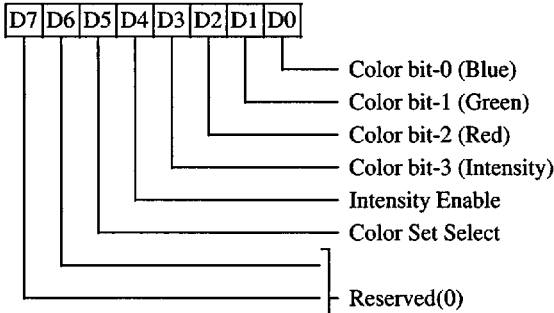 D7 D6 D5 D4 D3 D2 D1 D0
Color bit-0 (Blue)
Color bit-1 (Green)
Color bit-2 (Red)
Color bit-3 (Intensity)
Intensity Enable
Color Set Select
Reserved(0)